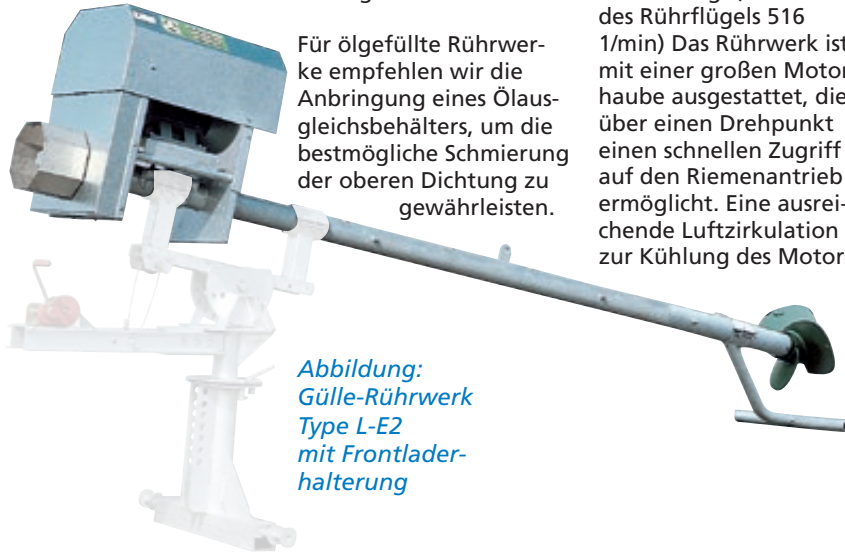 Für ölgefüllte Rührwer-
ke empfehlen wir die
Anbringung eines Ölaus-
gleichsbehälters, um die
bestmögliche Schmierung
der oberen Dichtung zu
gewährleisten.
des Rührflügels 516
1/min) Das Rührwerk ist
mit einer großen Motor
haube ausgestattet, die
über einen Drehpunkt
einen schnellen Zugriff
auf den Riemenantrieb
ermöglicht. Eine ausrei-
chende Luftzirkulation
zur Kühlung des Motor
Abbildung:
Gülle-Rührwerk
Type L-E2
mit Frontlader-
halterung